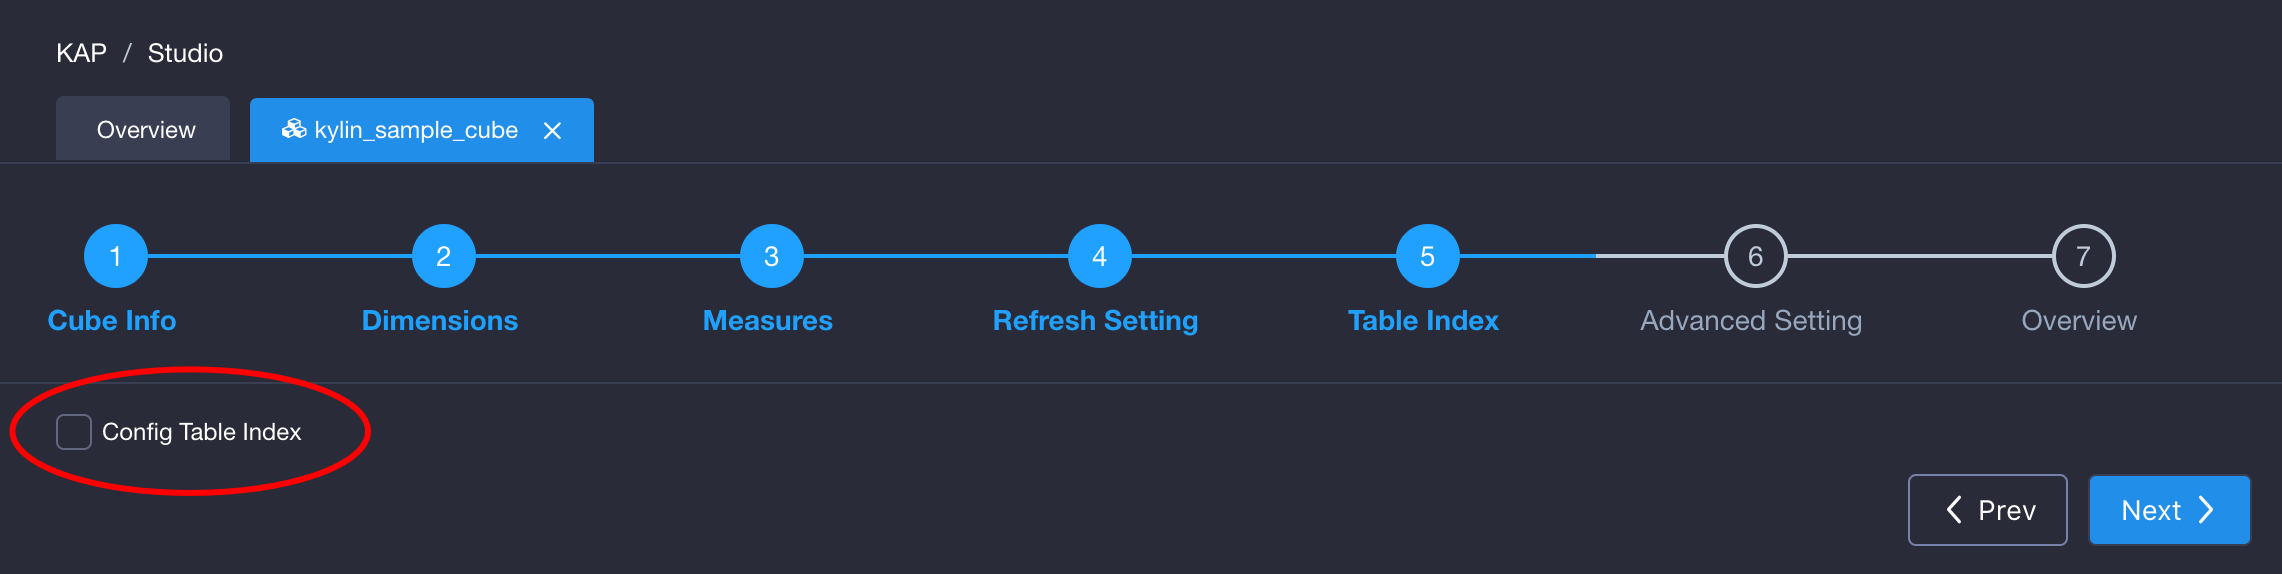 KAP / Studio
Overview kylin_sample_cube
1 2 3 4 5 6 7
Cube Info Dimensions Measures Refresh Setting Table Index Advanced Setting Overview
Config Table Index
Prev Next